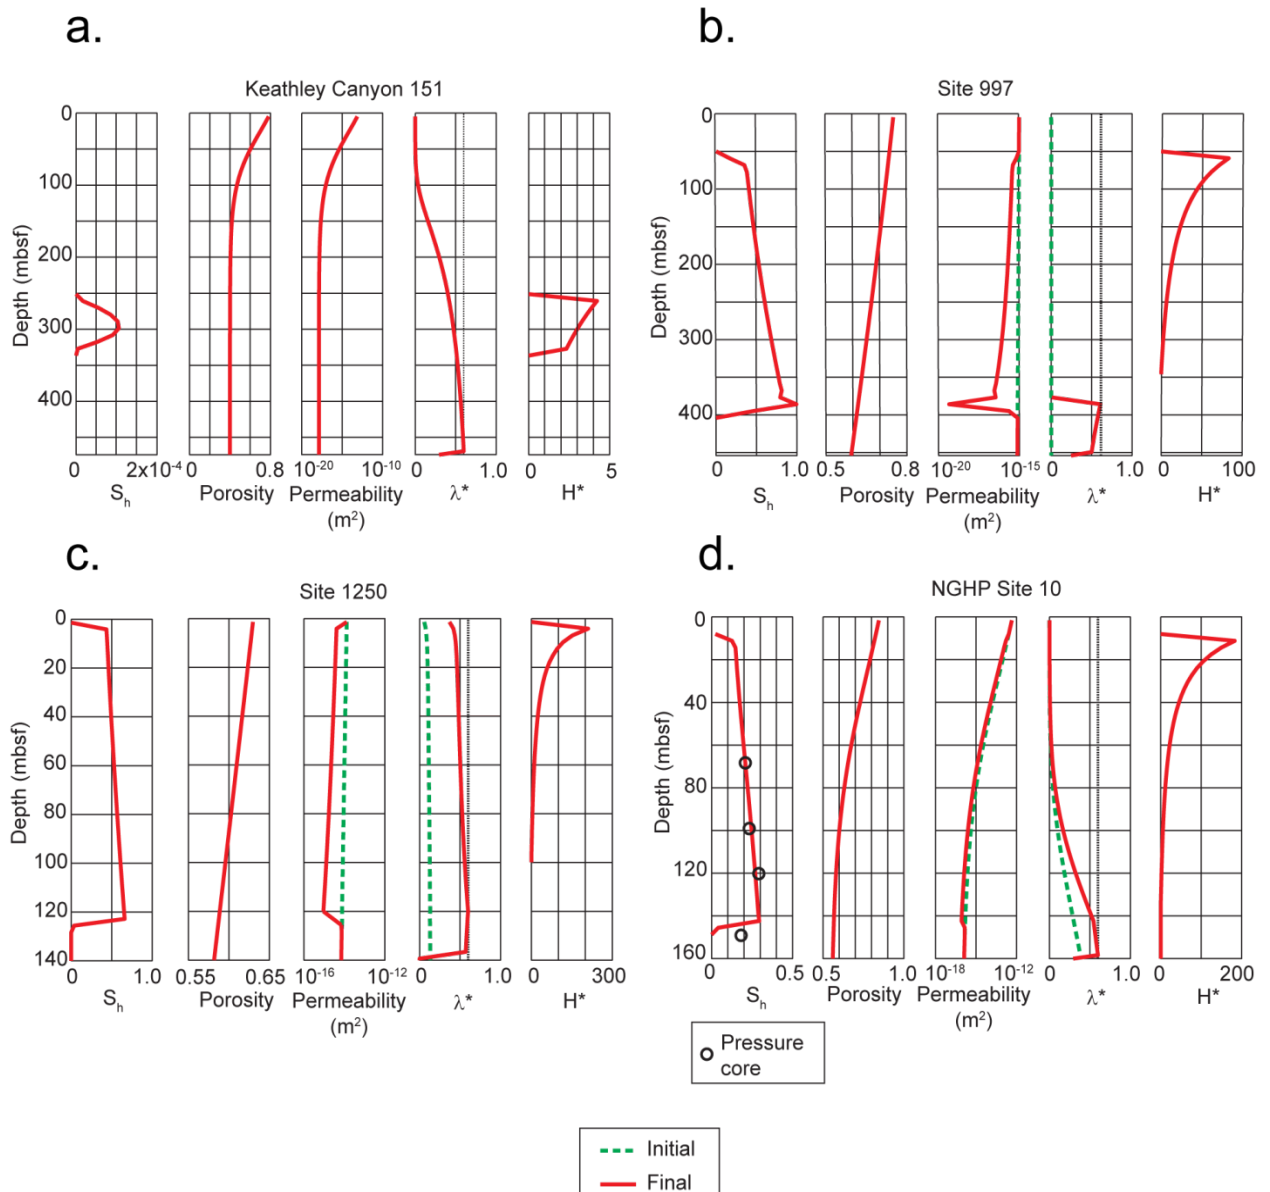 a.
Keathley Canyon 151
Depth (mbsf)
0
100
200
300
400
0 2x10-4
Sh
0 0.8
Porosity
10-20 10-10
Permeability
(m2)
0 1.0
λ*
0 5
H*
b.
Site 997
Depth (mbsf)
0
100
200
300
400
0 1.0
Sh
0.5 0.8
Porosity
10-20 10-15
Permeability
(m2)
0 1.0
λ*
0 100
H*
c.
Site 1250
Depth (mbsf)
0
20
40
60
80
100
120
140
0 1.0
Sh
0.55 0.65
Porosity
10-16 10-12
Permeability
(m2)
0 1.0
λ*
0 300
H*
d.
NGHP Site 10
Depth (mbsf)
0
40
80
120
160
0 0.5
Sh
0.5 1.0
Porosity
10-18 10-12
Permeability
(m2)
0 1.0
λ*
0 200
H*
Pressure
core
Initial
Final